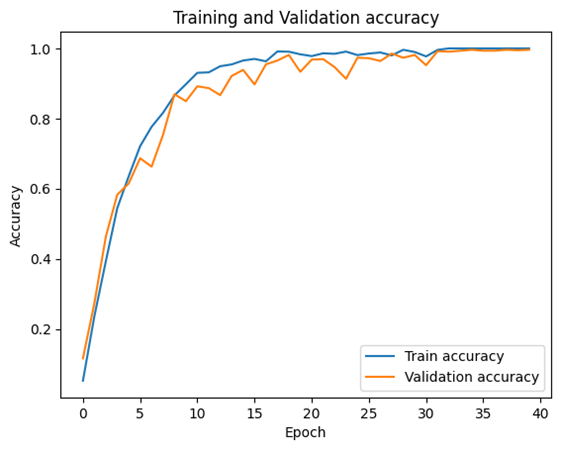 Training and Validation accuracy
1.0
0.8
0.6
0.4
0.2
Accuracy
Train accuracy
Validation accuracy
0 5 10 15 20 25 30 35 40
Epoch